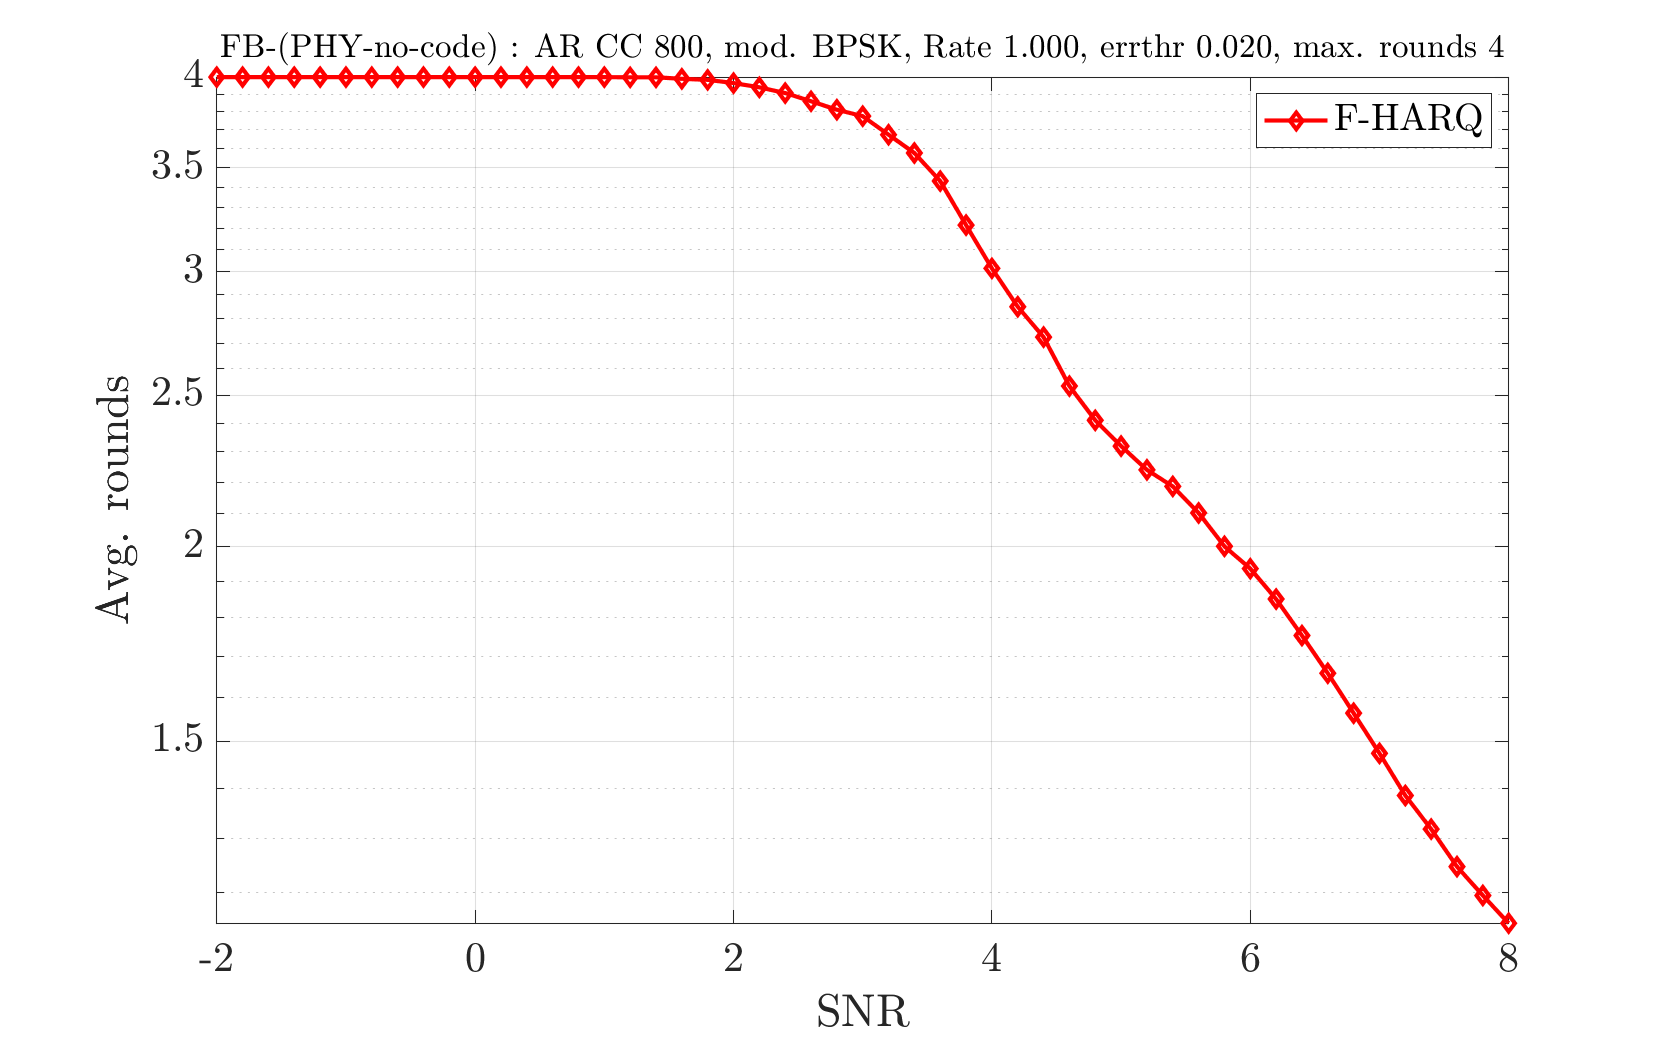 FB-(PHY-no-code) : AR CC 800, mod. BPSK, Rate 1.000, errthr 0.020, max. rounds 4
F-HARQ
4
3.5
3
2.5
2
1.5
Avg. rounds
-2 0 2 4 6 8
SNR